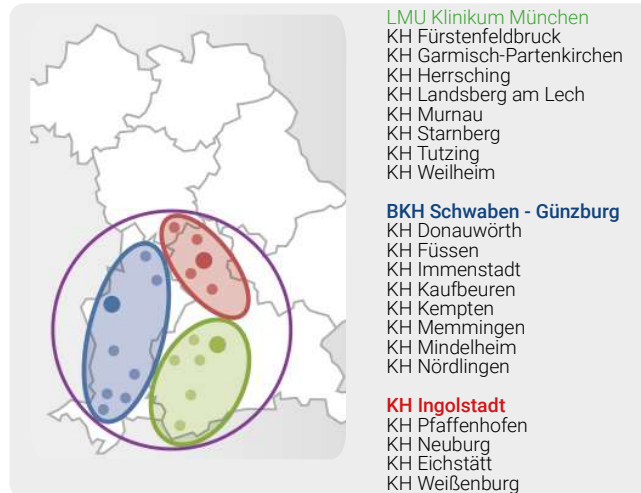 LMU Klinikum München
KH Fürstenfeldbruck
KH Garmisch-Partenkirchen
KH Herrsching
KH Landsberg am Lech
KH Murnau
KH Starnberg
KH Tutzing
KH Weilheim
BKH Schwaben - Günzburg
KH Donauwörth
KH Füssen
KH Immenstadt
KH Kaufbeuren
KH Kempten
KH Memmingen
KH Mindelheim
KH Nördlingen
KH Ingolstadt
KH Pfaffenhofen
KH Neuburg
KH Eichstätt
KH Weißenburg